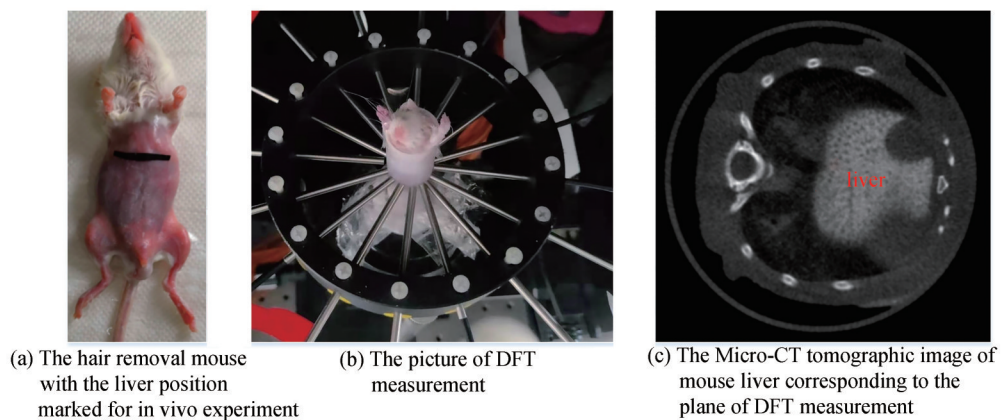 liver
(a) The hair removal mouse
with the liver position
marked for in vivo experiment
(b) The picture of DFT
measurement
(c) The Micro-CT tomographic image of
mouse liver corresponding to the
plane of DFT measurement